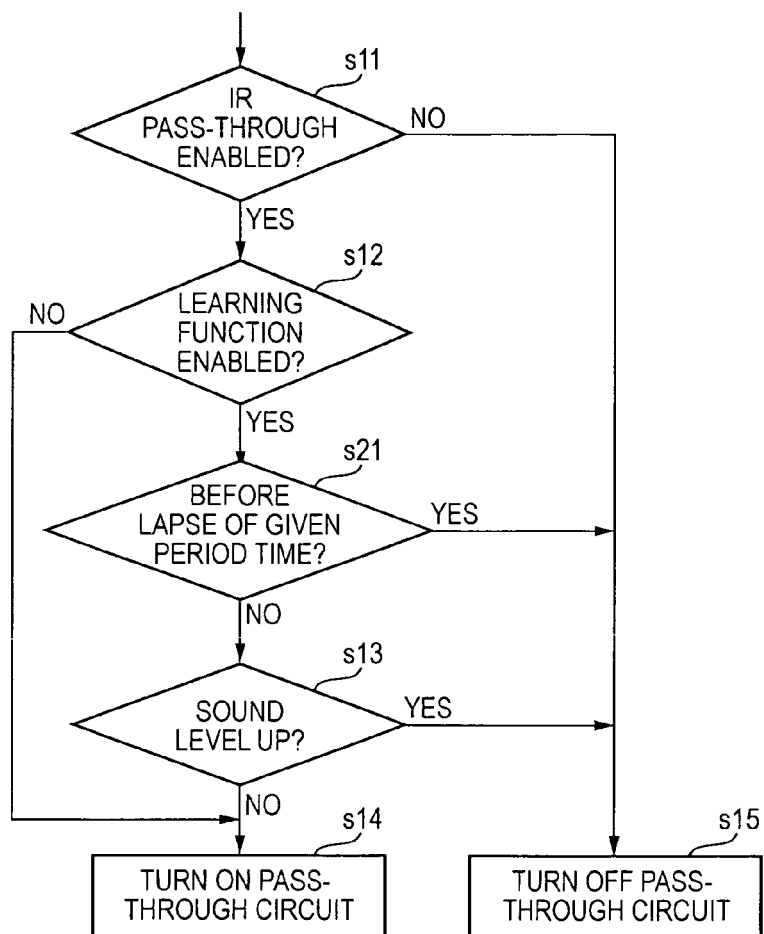 s11
IR
PASS-THROUGH
ENABLED?
NO
YES
s12
NO
LEARNING
FUNCTION
ENABLED?
YES
s21
BEFORE
LAPSE OF GIVEN
PERIOD TIME?
YES
NO
s13
SOUND
LEVEL UP?
YES
NO
s14
TURN ON PASS-
THROUGH CIRCUIT
s15
TURN OFF PASS-
THROUGH CIRCUIT